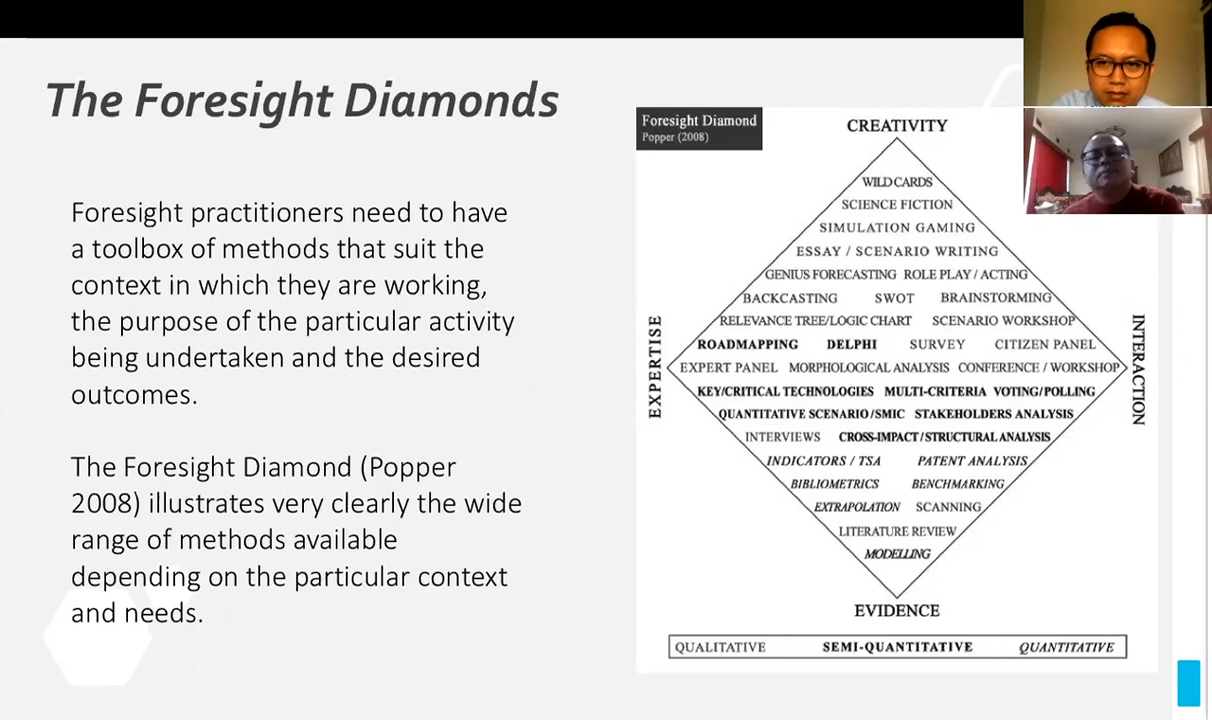 The Foresight Diamonds
Foresight practitioners need to have
a toolbox of methods that suit the
context in which they are working,
the purpose of the particular activity
being undertaken and the desired
outcomes.
The Foresight Diamond (Popper
2008) illustrates very clearly the wide
range of methods available
depending on the particular context
and needs.
Foresight Diamond
Popper (2008)
CREATIVITY
WILD CARDS
SCIENCE FICTION
SIMULATION GAMING
ESSAY / SCENARIO WRITING
GENIUS FORECASTING ROLE PLAY / ACTING
BACKCASTING SWOT BRAINSTORMING
RELEVANCE TREE/LOGIC CHART SCENARIO WORKSHOP
ROADMAPPING DELPHI SURVEY CITIZEN PANEL
EXPERT PANEL MORPHOLOGICAL ANALYSIS CONFERENCE / WORKSHOP
KEY/CRITICAL TECHNOLOGIES MULTI-CRITERIA VOTING/POLLING
QUANTITATIVE SCENARIO/SMIC STAKEHOLDERS ANALYSIS
INTERVIEWS CROSS-IMPACT/STRUCTURAL ANALYSIS
INDICATORS / TSA PATENT ANALYSIS
BIBLIOMETRICS BENCHMARKING
EXTRAPOLATION SCANNING
LITERATURE REVIEW
MODELLING
EXPERTISE
INTERACTION
EVIDENCE
QUALITATIVE SEMI-QUANTITATIVE QUANTITATIVE